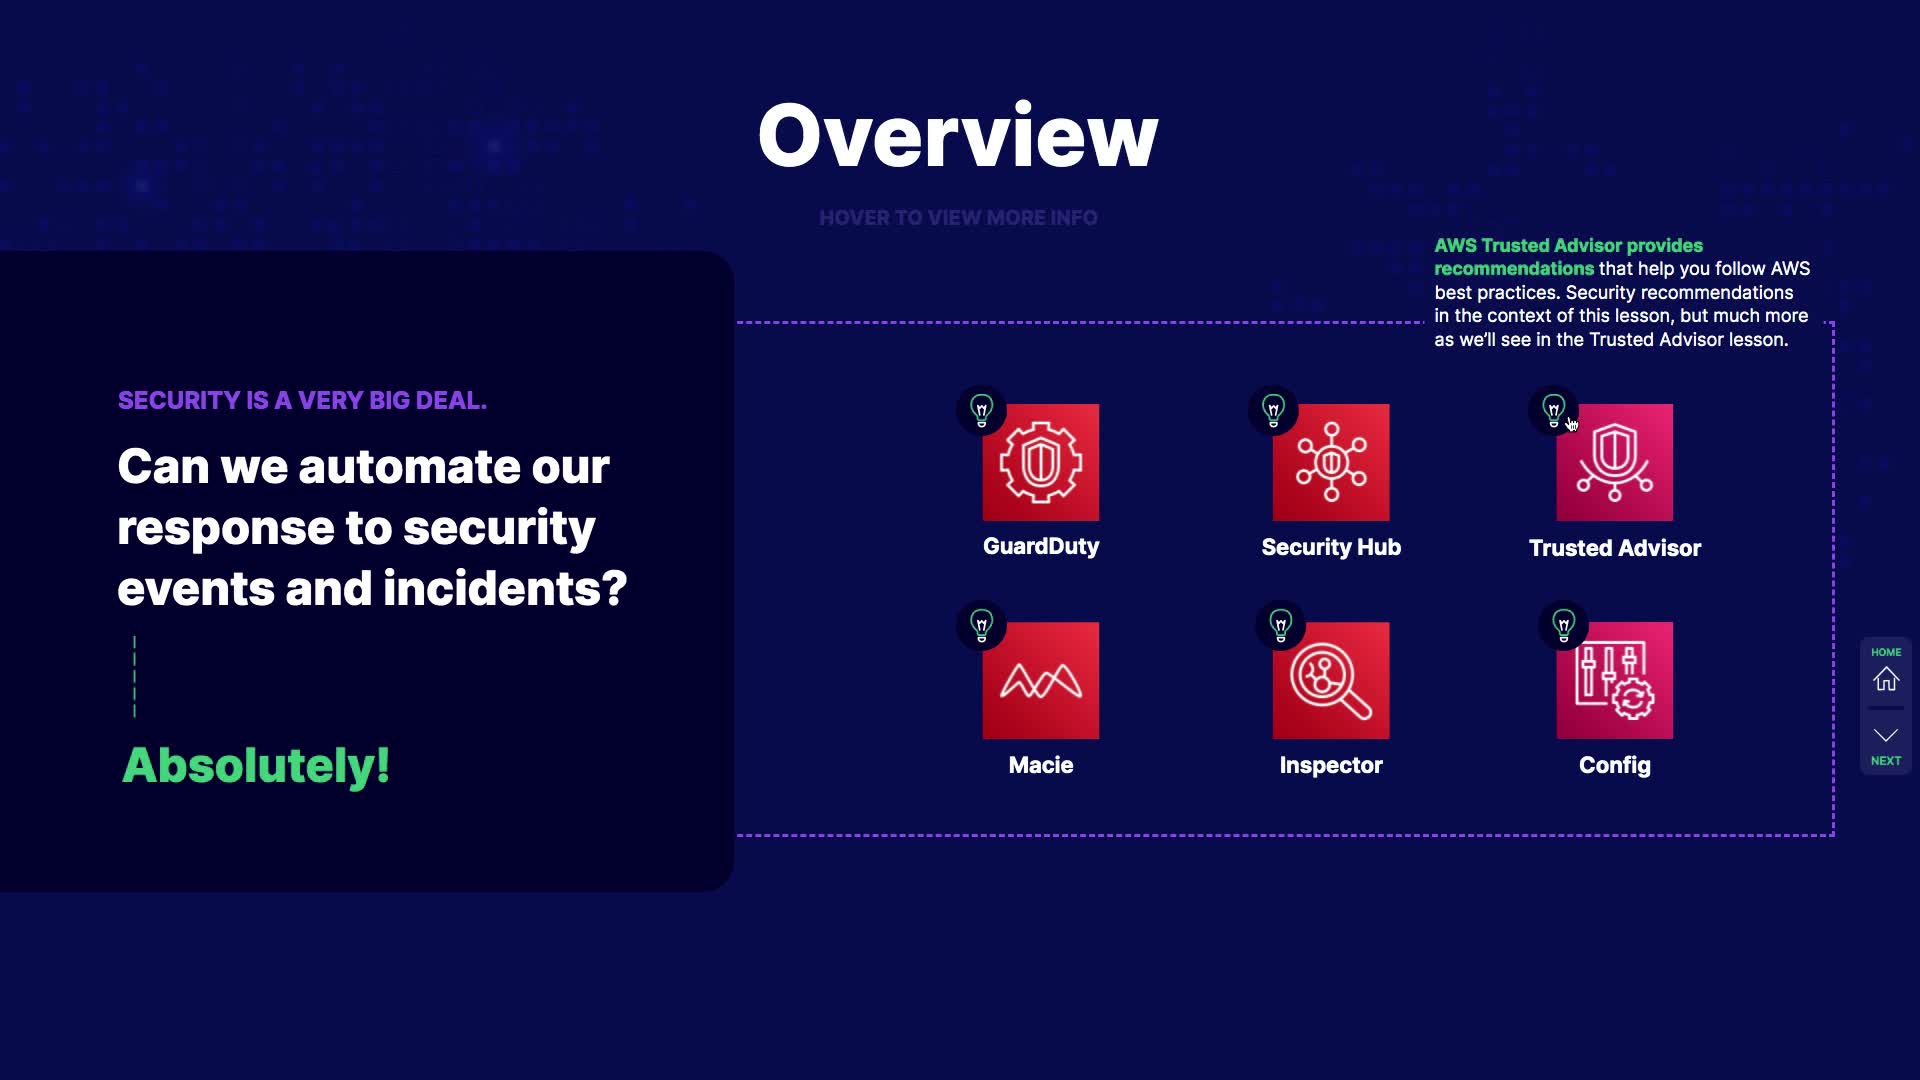 Overview
HOVER TO VIEW MORE INFO
AWS Trusted Advisor provides
recommendations that help you follow AWS
best practices. Security recommendations
in the context of this lesson, but much more
as we’ll see in the Trusted Advisor lesson.
SECURITY IS A VERY BIG DEAL.
Can we automate our
response to security
events and incidents?
Absolutely!
GuardDuty
Security Hub
Trusted Advisor
Macie
Inspector
Config
HOME
NEXT